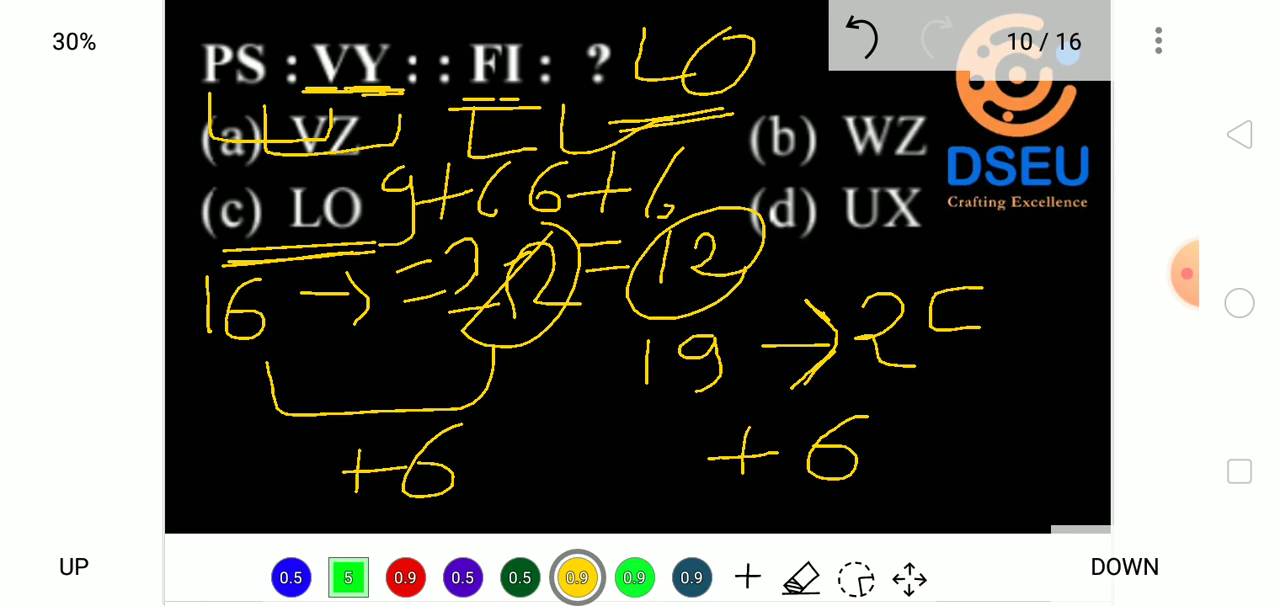 30%
10 / 16
PS : VY : : FI : ? LO
(a) VZ (b) WZ
DSEU
Crafting Excellence
9+6 6+6
(c) LO (d) UX
16 → = 22 = 12
19 → 25
+6 +6
UP
DOWN
0.5 5 0.9 0.5 0.5 0.9 0.9 0.9